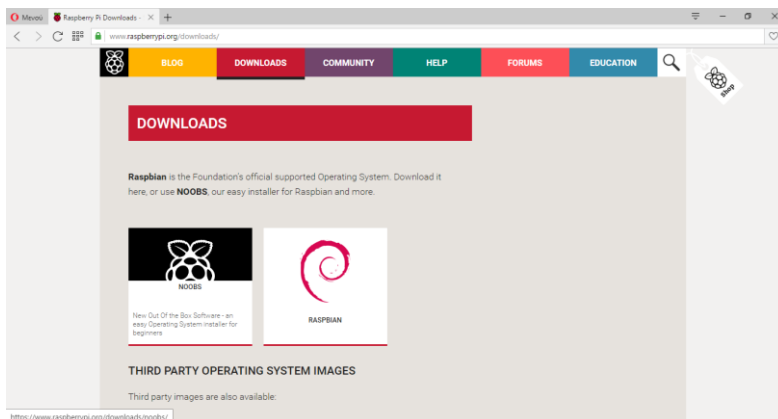 Μενού
Raspberry Pi Downloads -
www.raspberrypi.org/downloads/
BLOG
DOWNLOADS
COMMUNITY
HELP
FORUMS
EDUCATION
shop
DOWNLOADS
Raspbian is the Foundation's official supported Operating System. Download it
here, or use NOOBS, our easy installer for Raspbian and more.
NOOBS
New Out Of the Box Software - an
easy Operating System installer for
beginners
RASPBIAN
THIRD PARTY OPERATING SYSTEM IMAGES
Third party images are also available:
https://www.raspberrypi.org/downloads/noobs/